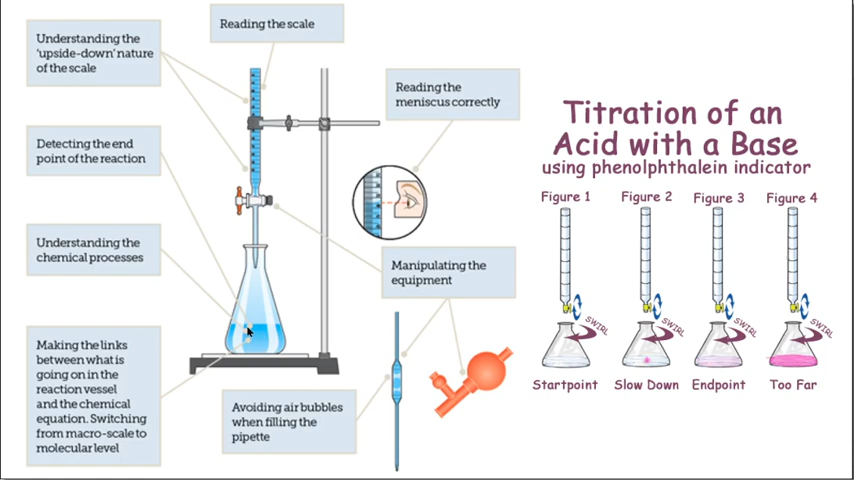 Reading the scale
Understanding the
'upside-down' nature
of the scale
Reading the
meniscus correctly
Detecting the end
point of the reaction
Understanding the
chemical processes
Manipulating the
equipment
Making the links
between what is
going on in the
reaction vessel
and the chemical
equation. Switching
from macro-scale to
molecular level
Avoiding air bubbles
when filling the
pipette
Titration of an
Acid with a Base
using phenolphthalein indicator
Figure 1
Figure 2
Figure 3
Figure 4
SWIRL
SWIRL
SWIRL
SWIRL
Startpoint
Slow Down
Endpoint
Too Far